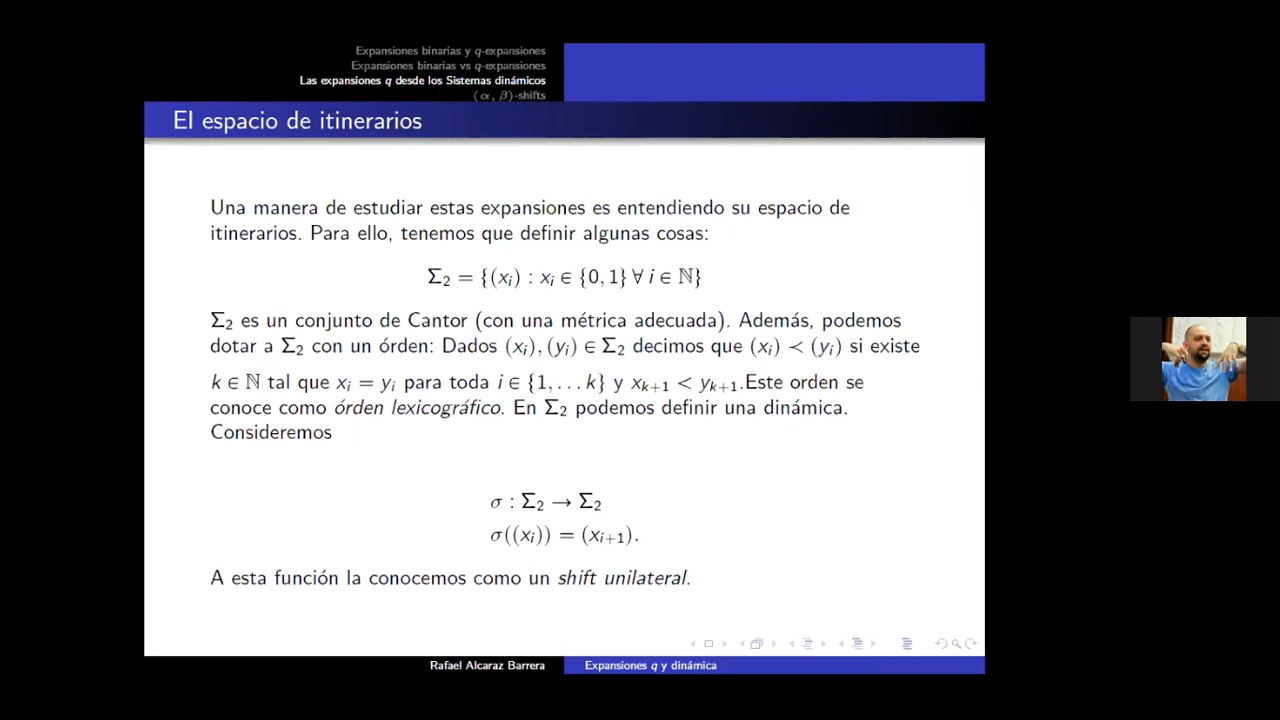 Expansiones binarias y q-expansiones
Expansiones binarias vs q-expansiones
Las expansiones q desde los Sistemas dinámicos
(α, β)-shifts
El espacio de itinerarios
Una manera de estudiar estas expansiones es entendiendo su espacio de
itinerarios. Para ello, tenemos que definir algunas cosas:
Σ₂ = {(xᵢ) : xᵢ ∈ {0, 1} ∀ i ∈ ℕ}
Σ₂ es un conjunto de Cantor (con una métrica adecuada). Además, podemos
dotar a Σ₂ con un órden: Dados (xᵢ), (yᵢ) ∈ Σ₂ decimos que (xᵢ) ≺ (yᵢ) si existe
k ∈ ℕ tal que xᵢ = yᵢ para toda i ∈ {1, . . . k} y xₖ₊₁ < yₖ₊₁.Este orden se
conoce como órden lexicográfico. En Σ₂ podemos definir una dinámica.
Consideremos
σ : Σ₂ → Σ₂
σ((xᵢ)) = (xᵢ₊₁).
A esta función la conocemos como un shift unilateral.
Rafael Alcaraz Barrera
Expansiones q y dinámica